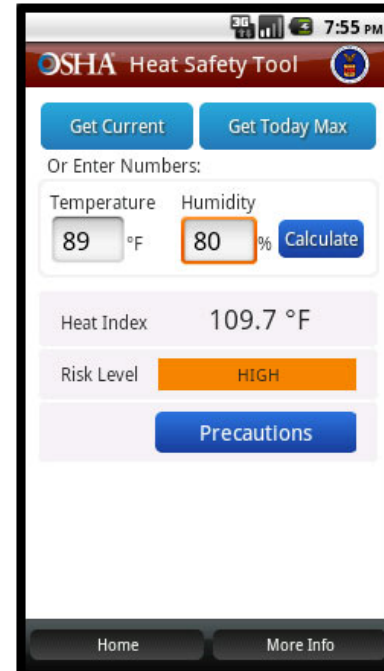 3G 7:55 PM
OSHA Heat Safety Tool
Get Current Get Today Max
Or Enter Numbers:
Temperature Humidity
89 °F 80 % Calculate
Heat Index 109.7 °F
Risk Level HIGH
Precautions
Home More Info